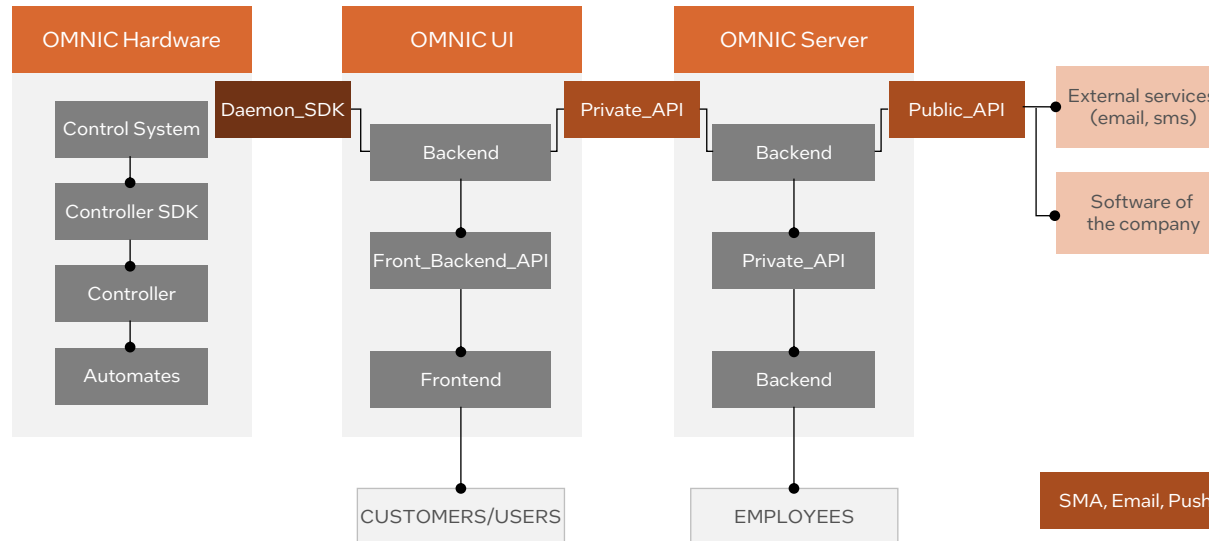 OMNIC Hardware
OMNIC UI
OMNIC Server
Daemon_SDK
Private_API
Public_API
External services
(email, sms)
Control System
Backend
Backend
Controller SDK
Software of
the company
Front_Backend_API
Private_API
Controller
Automates
Frontend
Backend
SMA, Email, Push
CUSTOMERS/USERS
EMPLOYEES